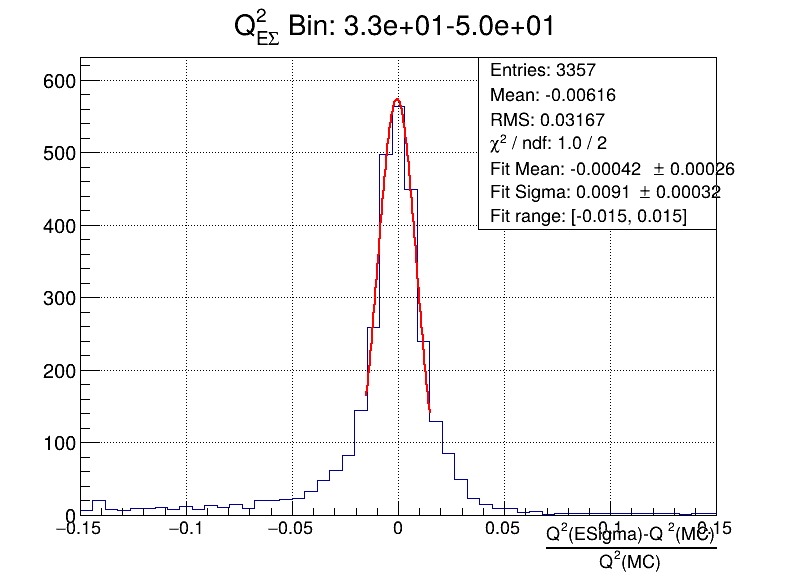 Q²_EΣ Bin: 3.3e+01-5.0e+01
Entries: 3357
Mean: -0.00616
RMS: 0.03167
χ² / ndf: 1.0 / 2
Fit Mean: -0.00042 ± 0.00026
Fit Sigma: 0.0091 ± 0.00032
Fit range: [-0.015, 0.015]
600
500
400
300
200
100
0
−0.15 −0.1 −0.05 0 0.05 0.1 0.15
Q²(ESigma)-Q²(MC)
Q²(MC)